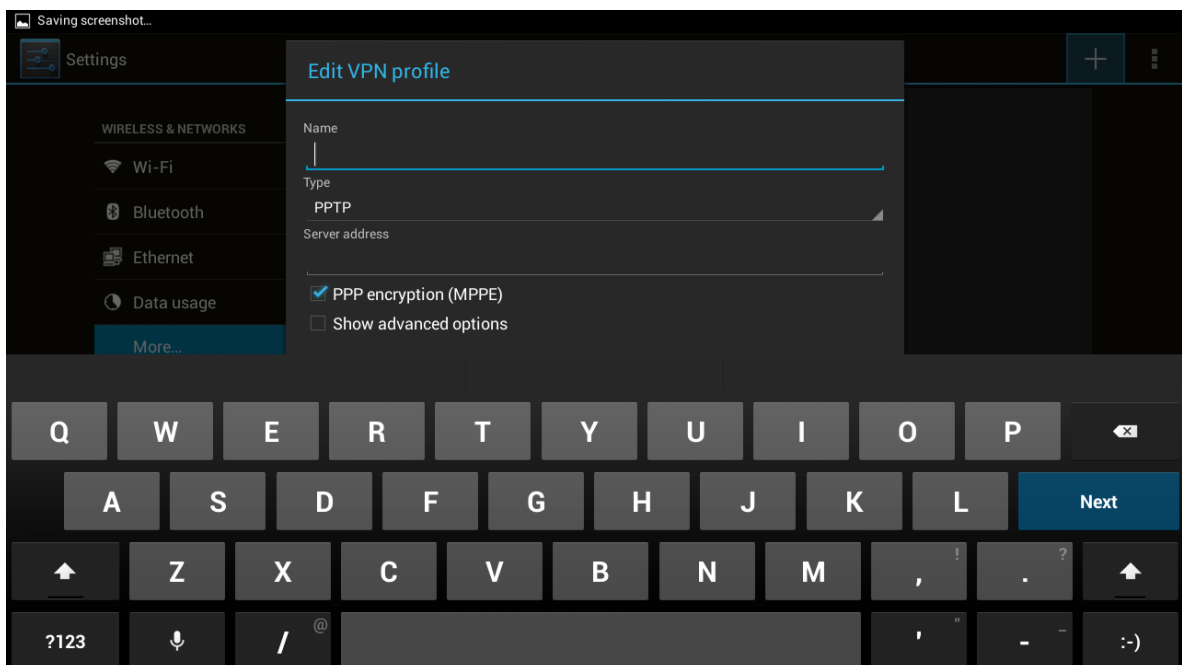 Saving screenshot...
Settings
Edit VPN profile
WIRELESS & NETWORKS
Wi-Fi
Bluetooth
Ethernet
Data usage
More...
Name
Type
PPTP
Server address
PPP encryption (MPPE)
Show advanced options
Q W E R T Y U I O P
A S D F G H J K L Next
Z X C V B N M , ! . ?
?123 / @ ' " - _ :-)